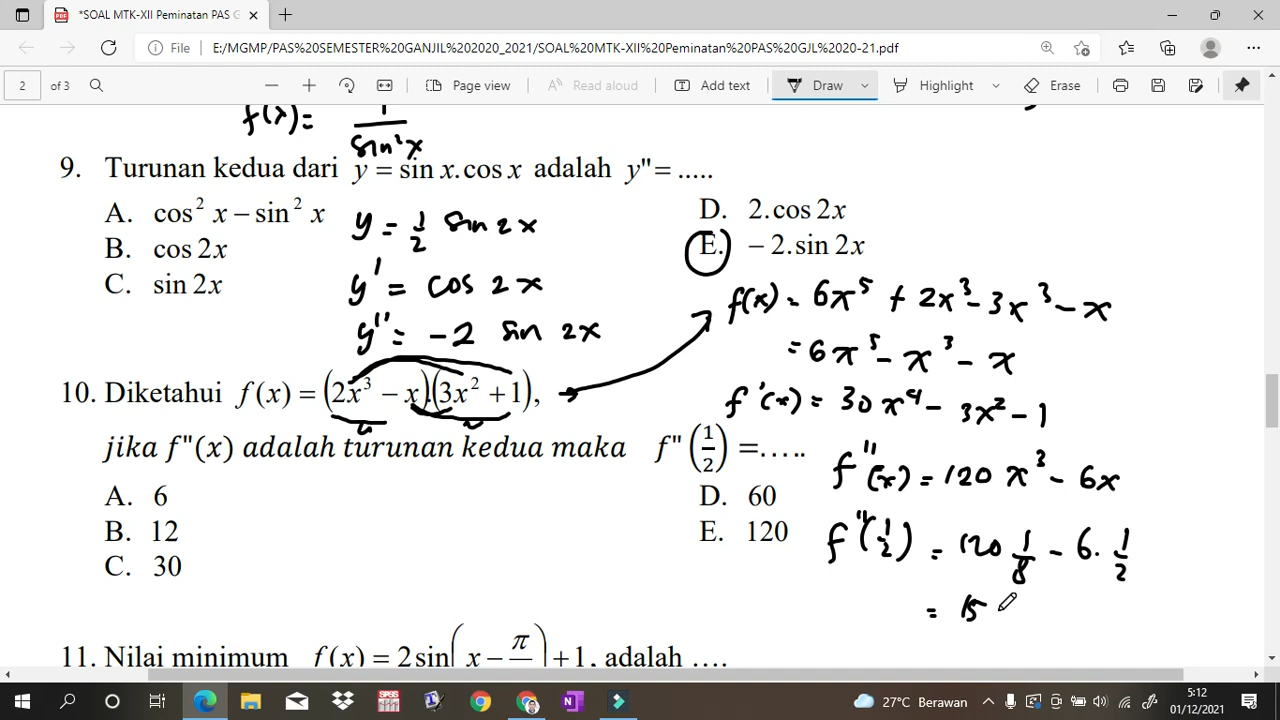 *SOAL MTK-XII Peminatan PAS G
File E:/MGMP/PAS%20SEMESTER%20GANJIL%202020_2021/SOAL%20MTK-XII%20Peminatan%20PAS%20GJL%202020-21.pdf
2 of 3 Page view Read aloud Add text Draw Highlight Erase
f(x) = 1/sin²x
9. Turunan kedua dari y = sin x.cos x adalah y"= .....
A. cos² x – sin² x
B. cos 2x
C. sin 2x
D. 2.cos 2x
E. – 2.sin 2x
y = 1/2 sin 2x
y' = cos 2x
y'' = -2 sin 2x
10. Diketahui f(x) = (2x³ – x).(3x² + 1),
jika f"(x) adalah turunan kedua maka f" (1/2) =.....
A. 6
B. 12
C. 30
D. 60
E. 120
f(x) = 6x⁵ + 2x³ - 3x³ - x
= 6x⁵ - x³ - x
f'(x) = 30x⁴ - 3x² - 1
f''(x) = 120x³ - 6x
f''(1/2) = 120 1/8 - 6. 1/2
= 15
11. Nilai minimum f(x) = 2sin(x – π/ )+1, adalah ....
27°C Berawan
5:12
01/12/2021